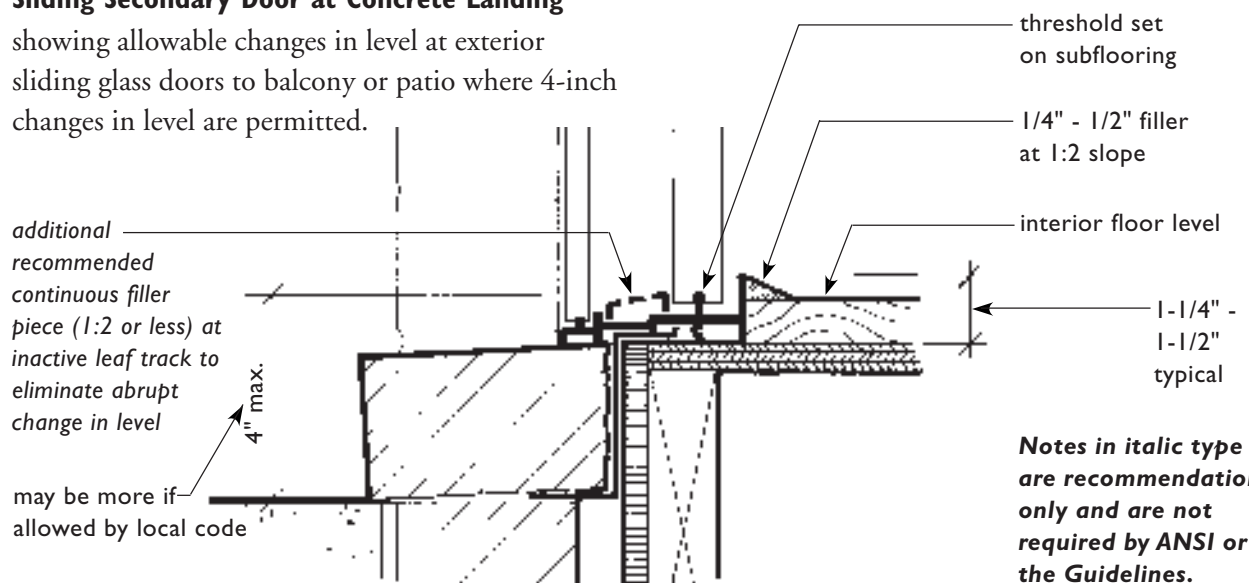 Sliding Secondary Door at Concrete Landing
showing allowable changes in level at exterior
sliding glass doors to balcony or patio where 4-inch
changes in level are permitted.
threshold set
on subflooring
1/4" - 1/2" filler
at 1:2 slope
interior floor level
1-1/4" -
1-1/2"
typical
additional
recommended
continuous filler
piece (1:2 or less) at
inactive leaf track to
eliminate abrupt
change in level
4" max.
may be more if
allowed by local code
Notes in italic type
are recommendation
only and are not
required by ANSI or
the Guidelines.